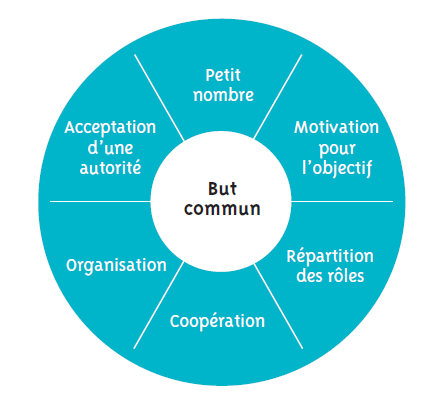 Petit
nombre
Motivation
pour
l'objectif
Répartition
des rôles
Coopération
Organisation
Acceptation
d'une
autorité
But
commun